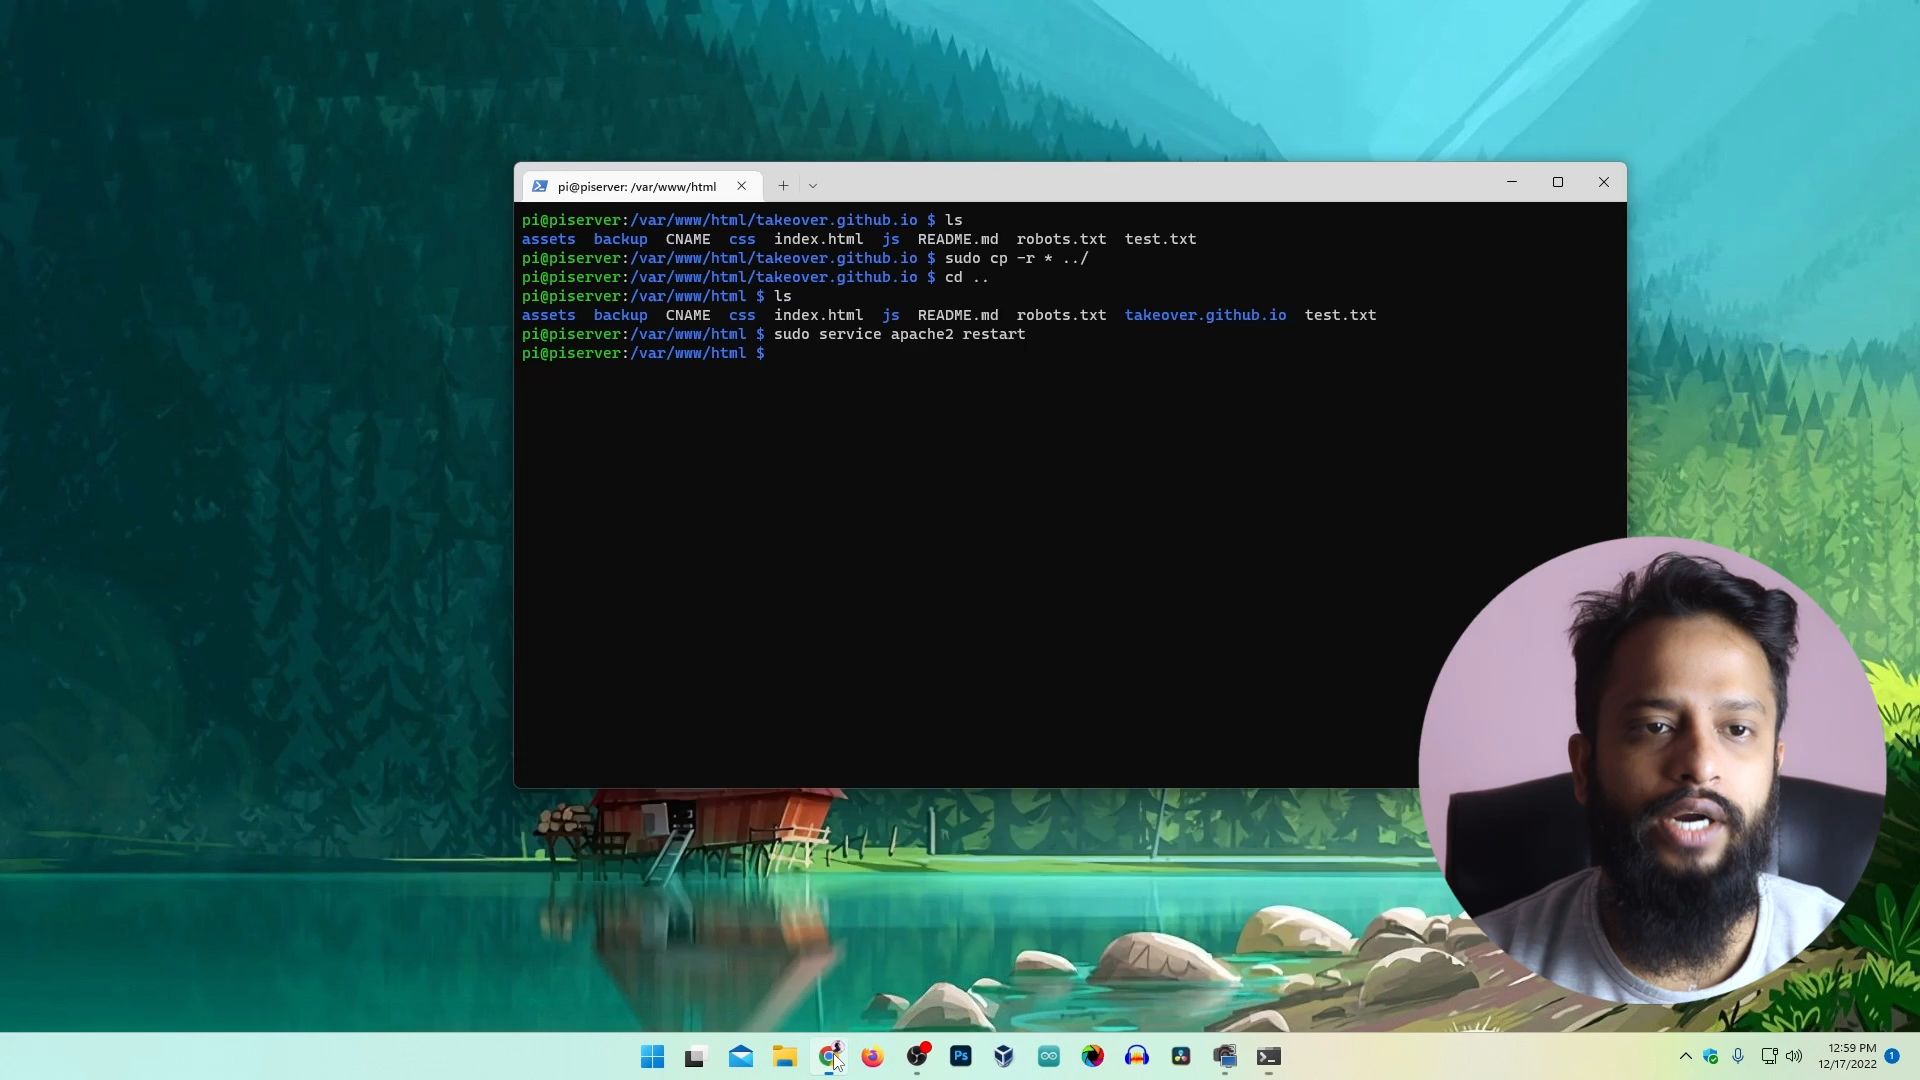 pi@piserver: /var/www/html
pi@piserver:/var/www/html/takeover.github.io $ ls
assets  backup  CNAME  css  index.html  js  README.md  robots.txt  test.txt
pi@piserver:/var/www/html/takeover.github.io $ sudo cp -r * ../
pi@piserver:/var/www/html/takeover.github.io $ cd ..
pi@piserver:/var/www/html $ ls
assets  backup  CNAME  css  index.html  js  README.md  robots.txt  takeover.github.io  test.txt
pi@piserver:/var/www/html $ sudo service apache2 restart
pi@piserver:/var/www/html $
Ps
12:59 PM
12/17/2022
1